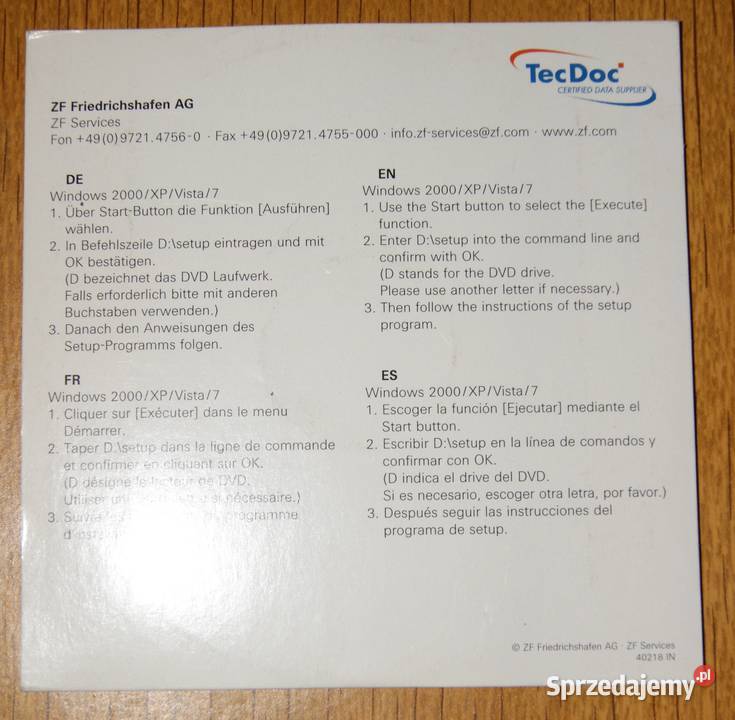 TecDoc
CERTIFIED DATA SUPPLIER
ZF Friedrichshafen AG
ZF Services
Fon +49(0)9721.4756-0 · Fax +49(0)9721.4755-000 · info.zf-services@zf.com · www.zf.com
DE
Windows 2000/XP/Vista/7
1. Über Start-Button die Funktion [Ausführen]
wählen.
2. In Befehlszeile D:\setup eintragen und mit
OK bestätigen.
(D bezeichnet das DVD Laufwerk.
Falls erforderlich bitte mit anderen
Buchstaben verwenden.)
3. Danach den Anweisungen des
Setup-Programms folgen.
EN
Windows 2000/XP/Vista/7
1. Use the Start button to select the [Execute]
function.
2. Enter D:\setup into the command line and
confirm with OK.
(D stands for the DVD drive.
Please use another letter if necessary.)
3. Then follow the instructions of the setup
program.
FR
Windows 2000/XP/Vista/7
1. Cliquer sur [Exécuter] dans le menu
Démarrer.
2. Taper D:\setup dans la ligne de commande
et confirmer en cliquant sur OK.
(D désigne le lecteur de DVD.
Utiliser si nécessaire.)
3. Suivre les programme
ES
Windows 2000/XP/Vista/7
1. Escoger la función [Ejecutar] mediante el
Start button.
2. Escribir D:\setup en la línea de comandos y
confirmar con OK.
(D indica el drive del DVD.
Si es necesario, escoger otra letra, por favor.)
3. Después seguir las instrucciones del
programa de setup.
© ZF Friedrichshafen AG · ZF Services
40218 IN
Sprzedajemy.pl